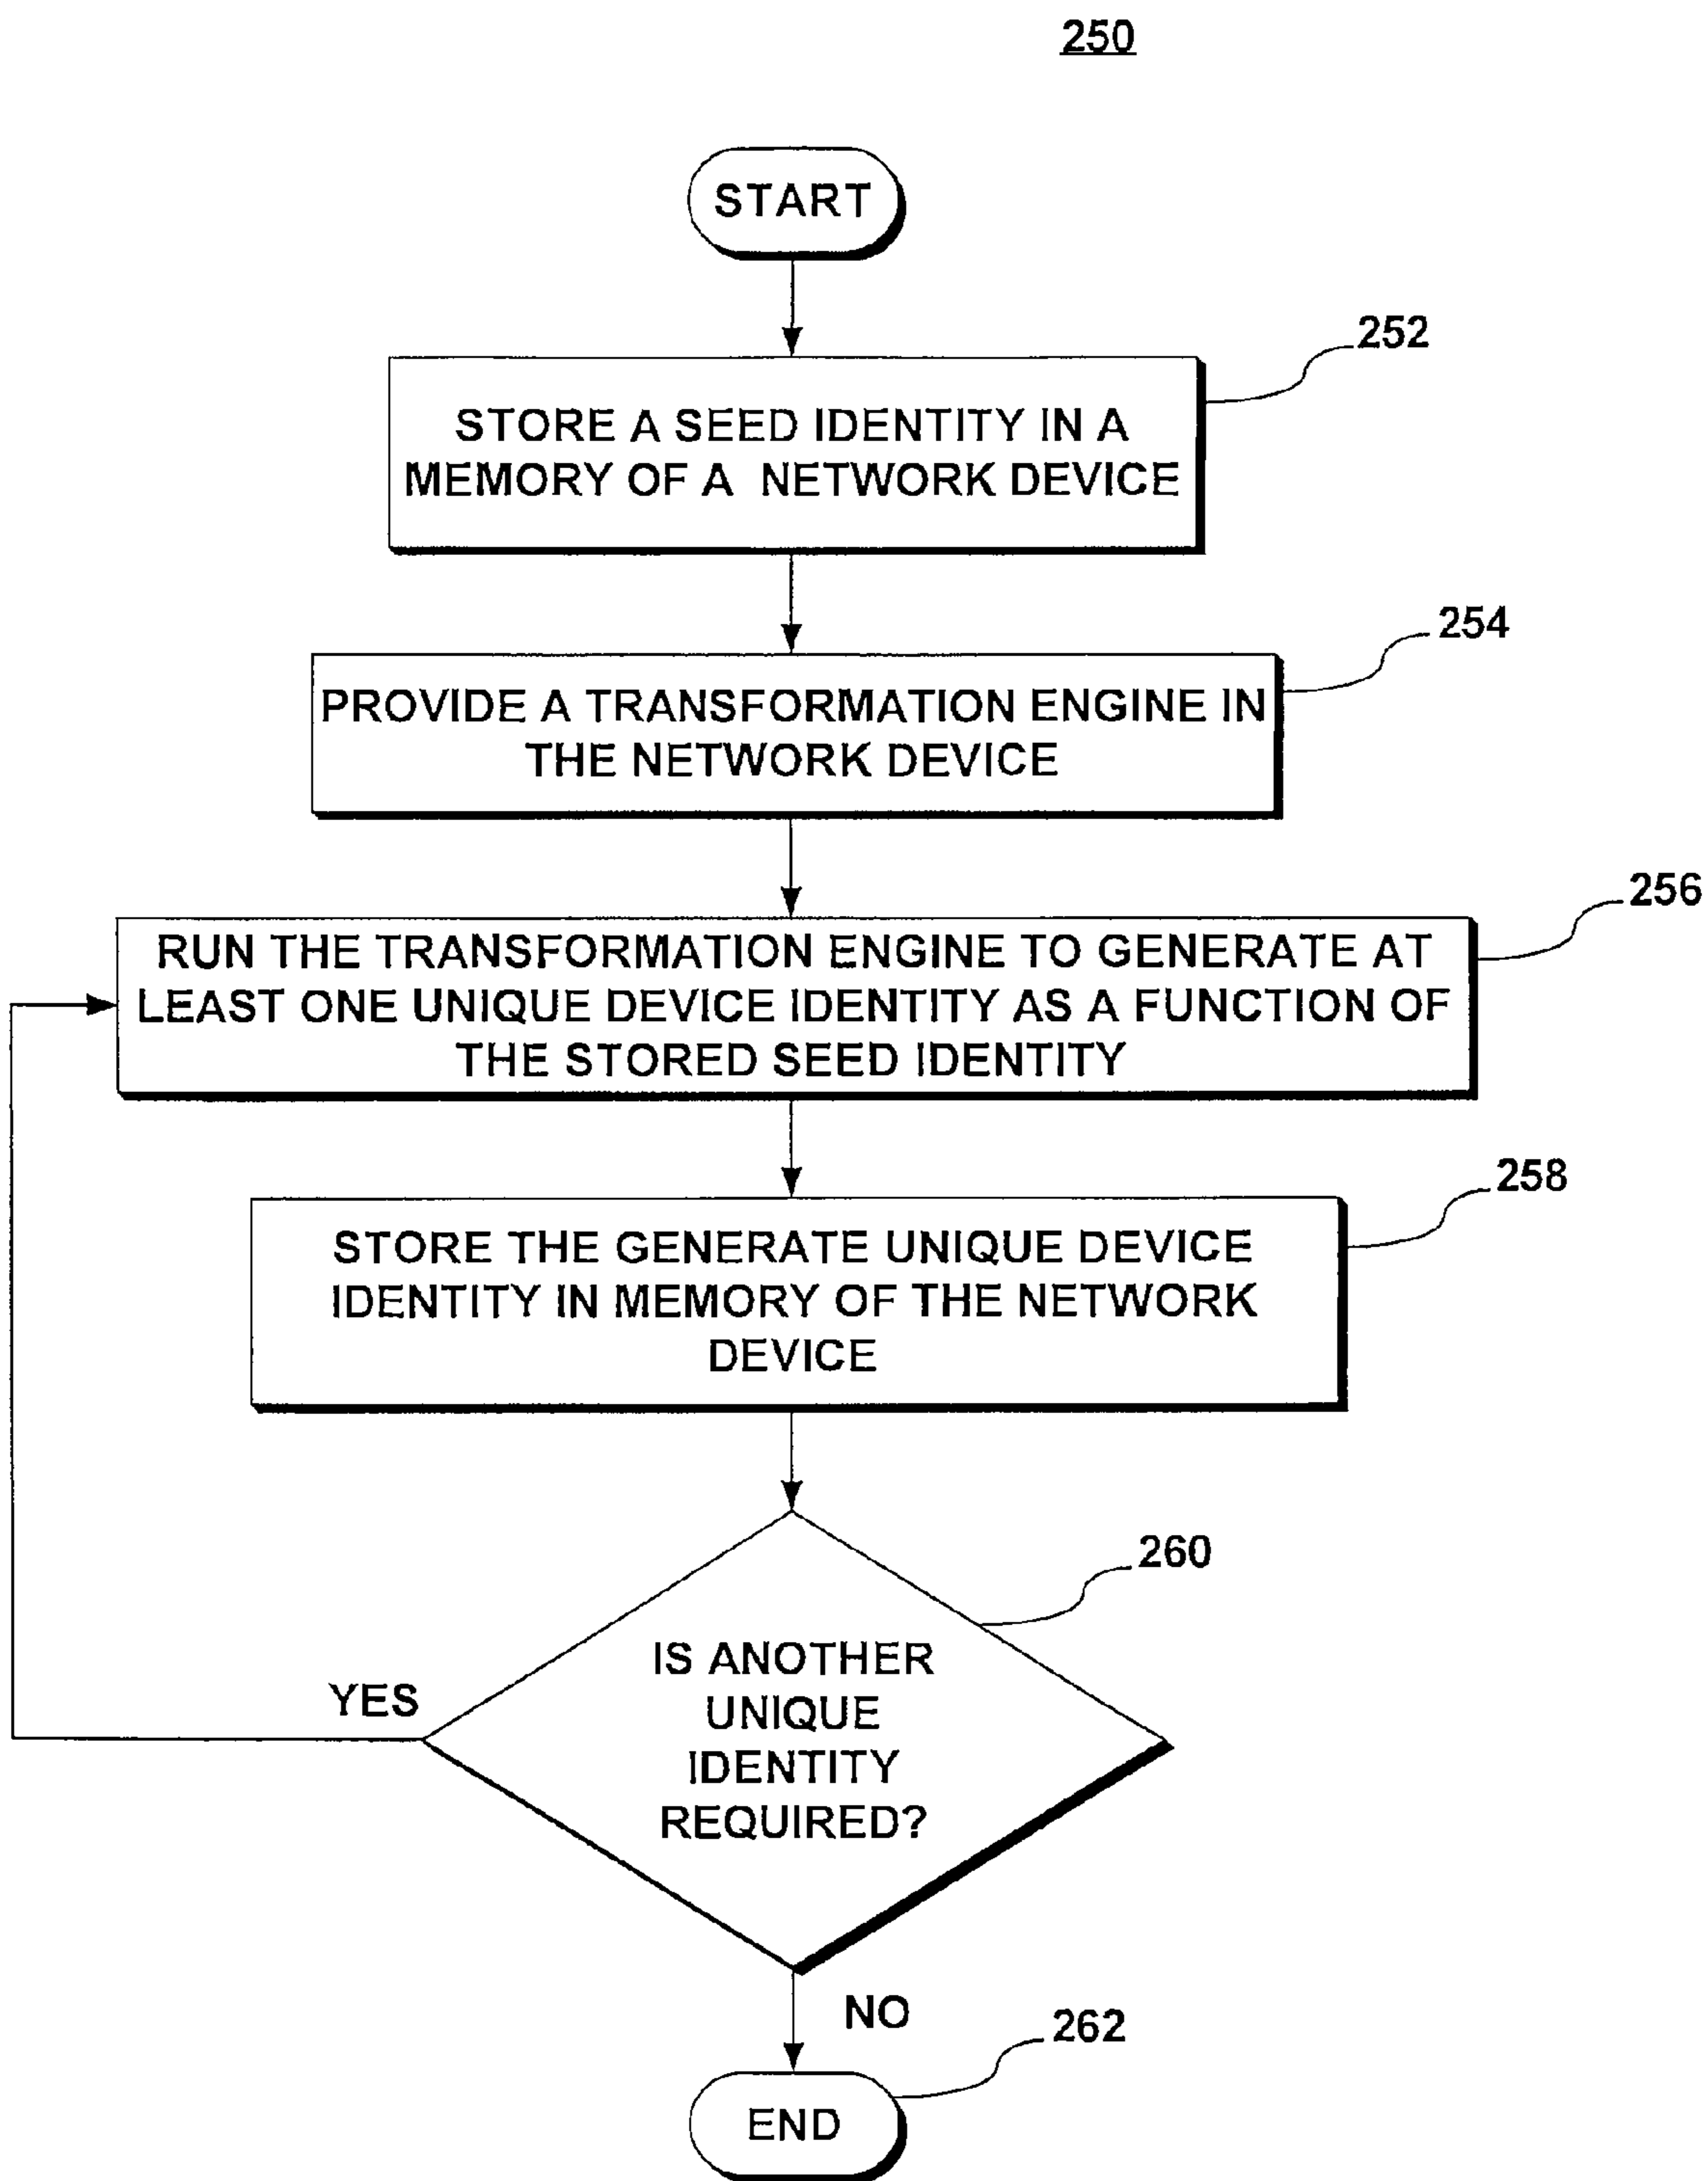 250
START
252
STORE A SEED IDENTITY IN A
MEMORY OF A NETWORK DEVICE
254
PROVIDE A TRANSFORMATION ENGINE IN
THE NETWORK DEVICE
256
RUN THE TRANSFORMATION ENGINE TO GENERATE AT
LEAST ONE UNIQUE DEVICE IDENTITY AS A FUNCTION OF
THE STORED SEED IDENTITY
258
STORE THE GENERATE UNIQUE DEVICE
IDENTITY IN MEMORY OF THE NETWORK
DEVICE
260
IS ANOTHER
UNIQUE
IDENTITY
REQUIRED?
YES
NO
262
END